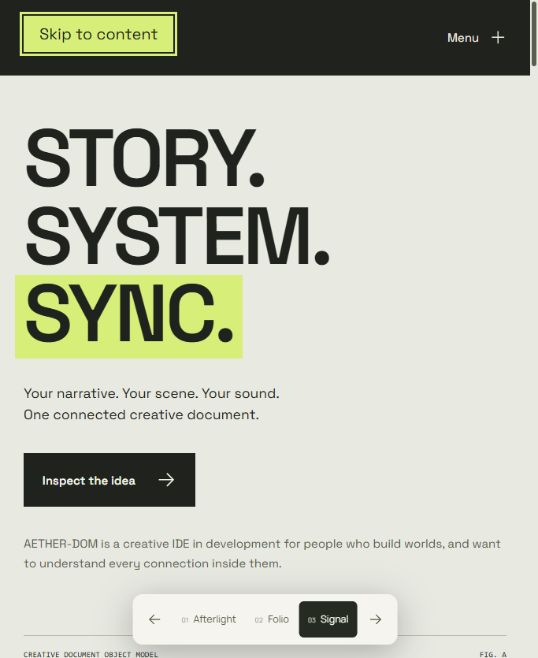 Skip to content
Menu
STORY.
SYSTEM.
SYNC.
Your narrative. Your scene. Your sound.
One connected creative document.
Inspect the idea
AETHER-DOM is a creative IDE in development for people who build worlds, and want
to understand every connection inside them.
01 Afterlight 02 Folio 03 Signal
CREATIVE DOCUMENT OBJECT MODEL
FIG. A